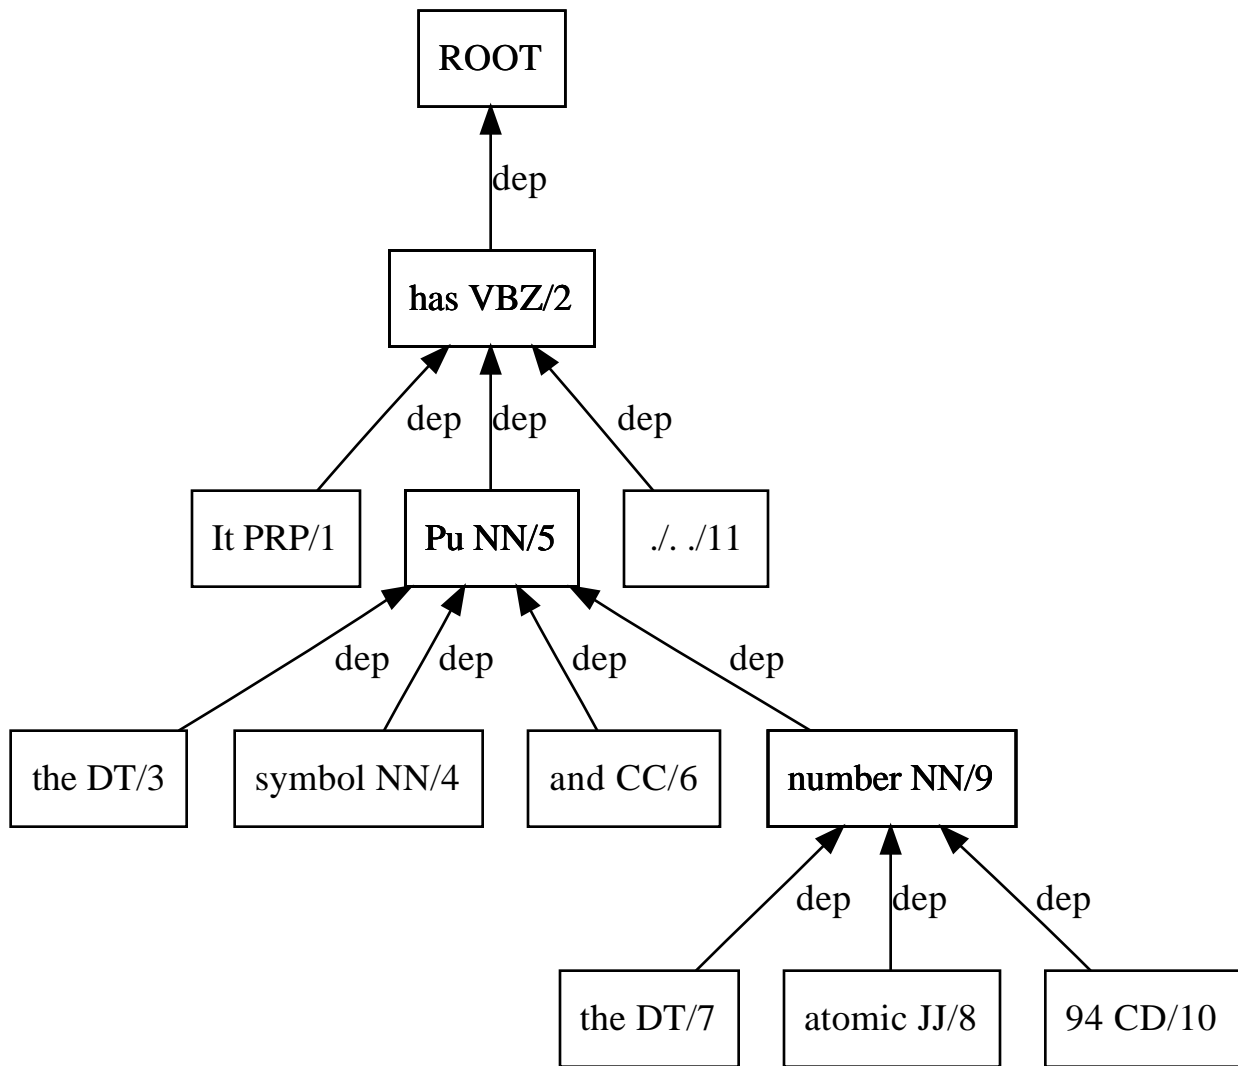 ROOT
dep
has VBZ/2
dep dep dep
It PRP/1 Pu NN/5 ./. ./11
dep dep dep dep
the DT/3 symbol NN/4 and CC/6 number NN/9
dep dep dep
the DT/7 atomic JJ/8 94 CD/10